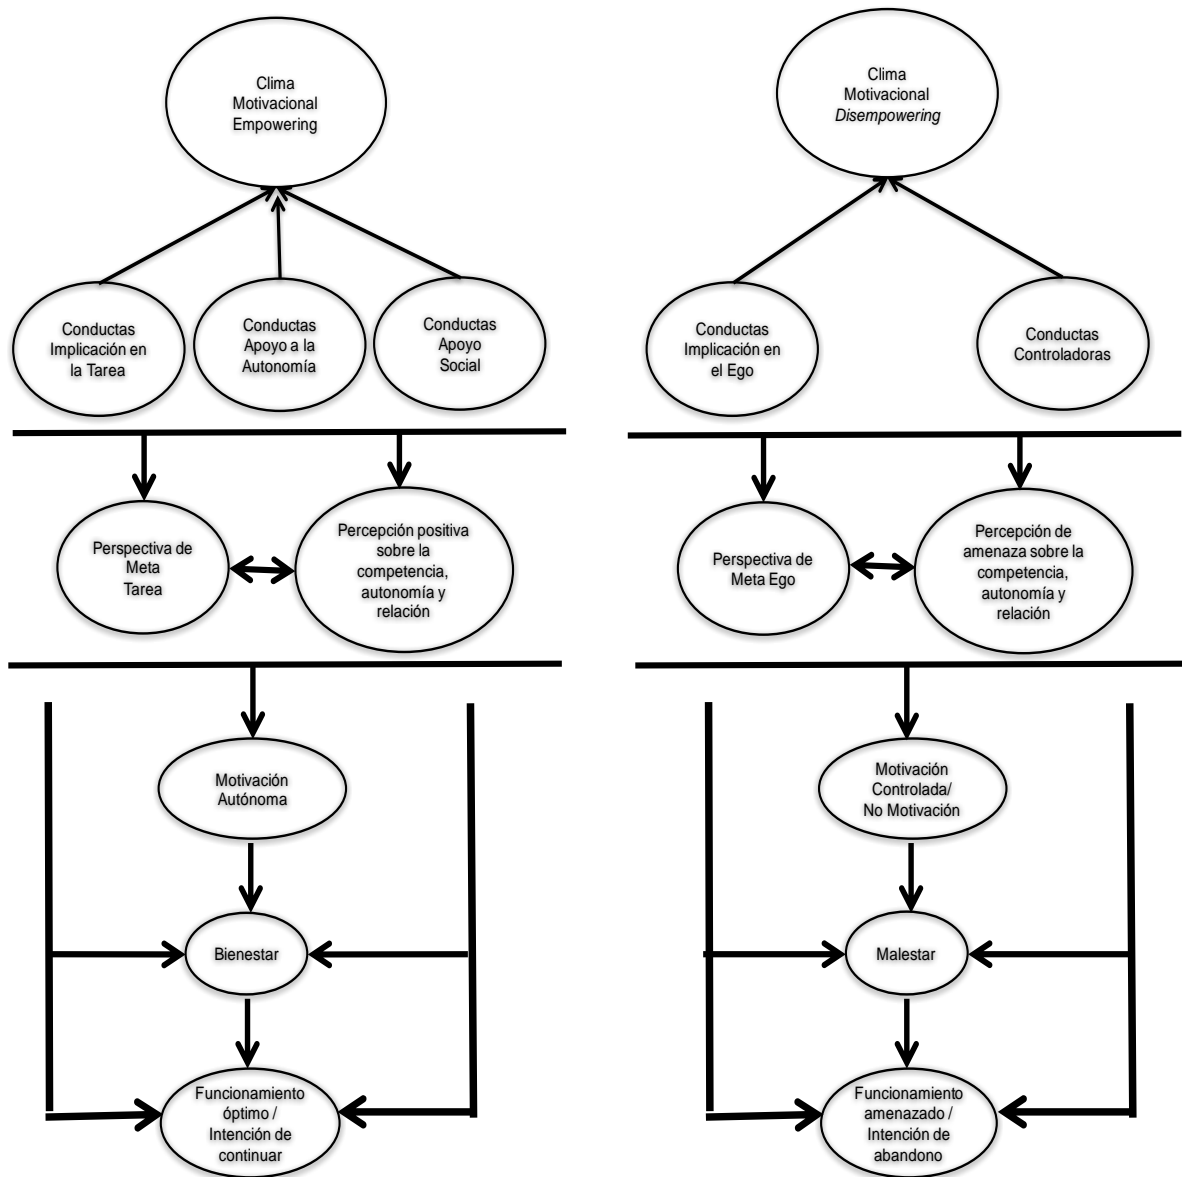 Clima
Motivacional
Empowering
Clima
Motivacional
Disempowering
Conductas
Implicación en
la Tarea
Conductas
Apoyo a la
Autonomía
Conductas
Apoyo
Social
Conductas
Implicación en
el Ego
Conductas
Controladoras
Perspectiva de
Meta
Tarea
Percepción positiva
sobre la
competencia,
autonomía y
relación
Perspectiva de
Meta Ego
Percepción de
amenaza sobre la
competencia,
autonomía y
relación
Motivación
Autónoma
Motivación
Controlada/
No Motivación
Bienestar
Malestar
Funcionamiento
óptimo /
Intención de
continuar
Funcionamiento
amenazado /
Intención de
abandono